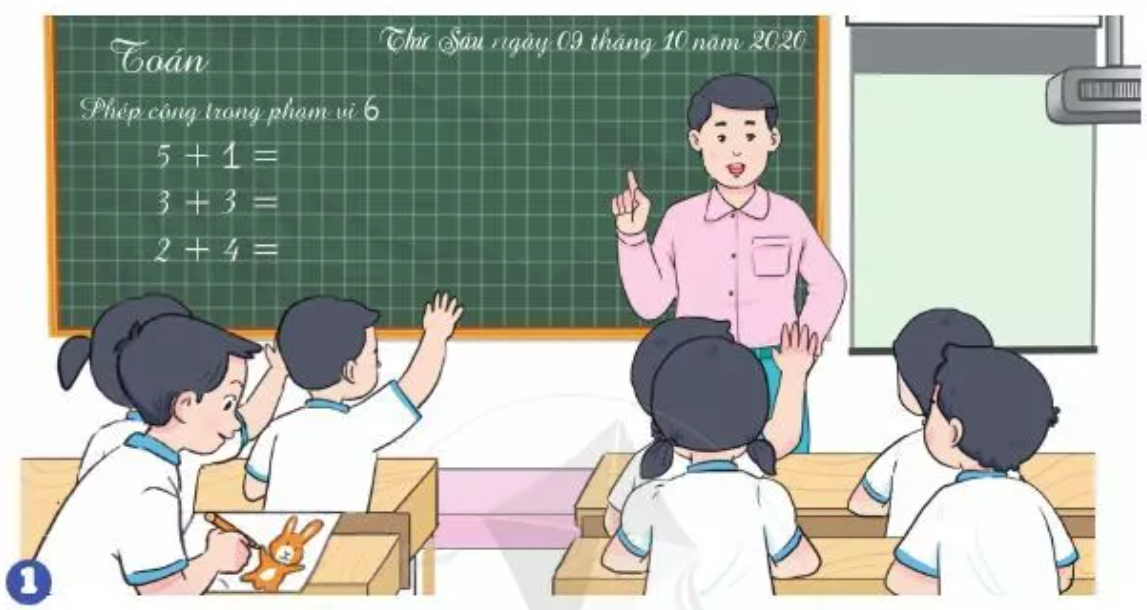 Thứ Sáu ngày 09 tháng 10 năm 2020
Toán
Phép cộng trong phạm vi 6
5 + 1 =
3 + 3 =
2 + 4 =
1